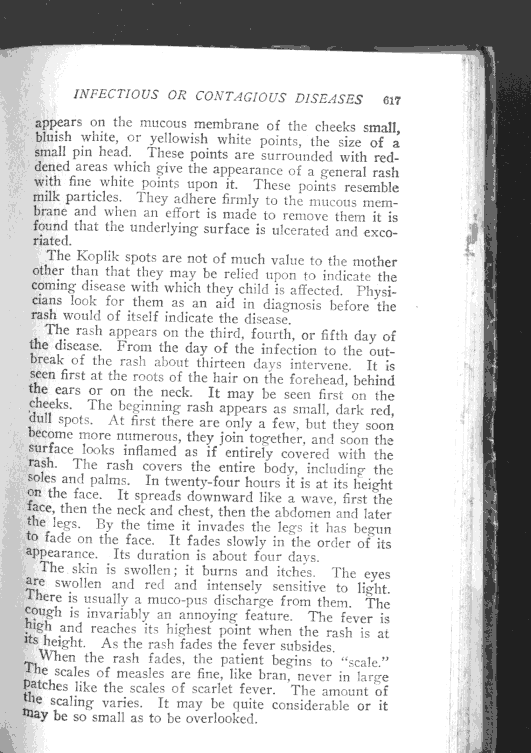 INFECTIOUS OR CONTAGIOUS DISEASES 617
appears on the mucous membrane of the cheeks small,
bluish white, or yellowish white points, the size of a
small pin head. These points are surrounded with red-
dened areas which give the appearance of a general rash
with fine white points upon it. These points resemble
milk particles. They adhere firmly to the mucous mem-
brane and when an effort is made to remove them it is
found that the underlying surface is ulcerated and exco-
riated.
The Koplik spots are not of much value to the mother
other than that they may be relied upon to indicate the
coming disease with which they child is affected. Physi-
cians look for them as an aid in diagnosis before the
rash would of itself indicate the disease.
The rash appears on the third, fourth, or fifth day of
the disease. From the day of the infection to the out-
break of the rash about thirteen days intervene. It is
seen first at the roots of the hair on the forehead, behind
the ears or on the neck. It may be seen first on the
cheeks. The beginning rash appears as small, dark red,
dull spots. At first there are only a few, but they soon
become more numerous, they join together, and soon the
surface looks inflamed as if entirely covered with the
rash. The rash covers the entire body, including the
soles and palms. In twenty-four hours it is at its height
on the face. It spreads downward like a wave, first the
face, then the neck and chest, then the abdomen and later
the legs. By the time it invades the legs it has begun
to fade on the face. It fades slowly in the order of its
appearance. Its duration is about four days.
The skin is swollen; it burns and itches. The eyes
are swollen and red and intensely sensitive to light.
There is usually a muco-pus discharge from them. The
cough is invariably an annoying feature. The fever is
high and reaches its highest point when the rash is at
its height. As the rash fades the fever subsides.
When the rash fades, the patient begins to "scale."
The scales of measles are fine, like bran, never in large
patches like the scales of scarlet fever. The amount of
the scaling varies. It may be quite considerable or it
may be so small as to be overlooked.